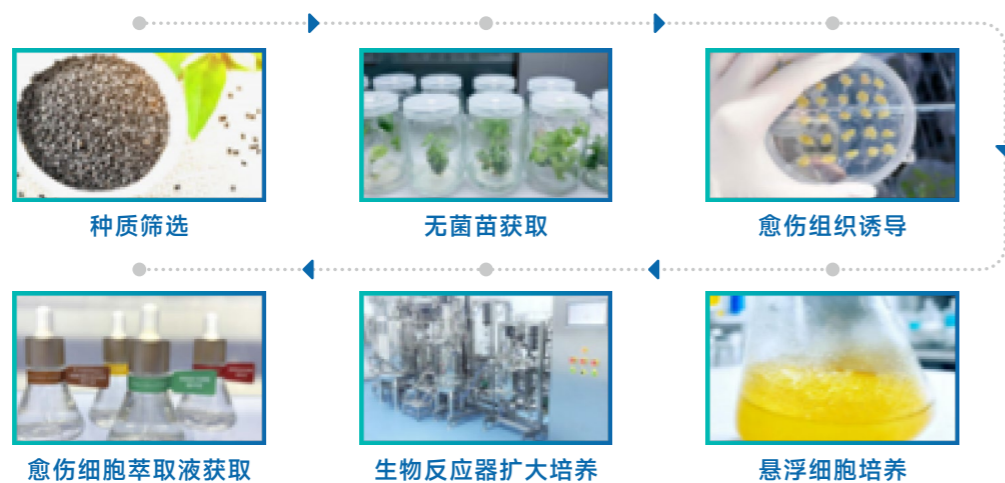 种质筛选
无菌苗获取
愈伤组织诱导
愈伤细胞萃取液获取
生物反应器扩大培养
悬浮细胞培养